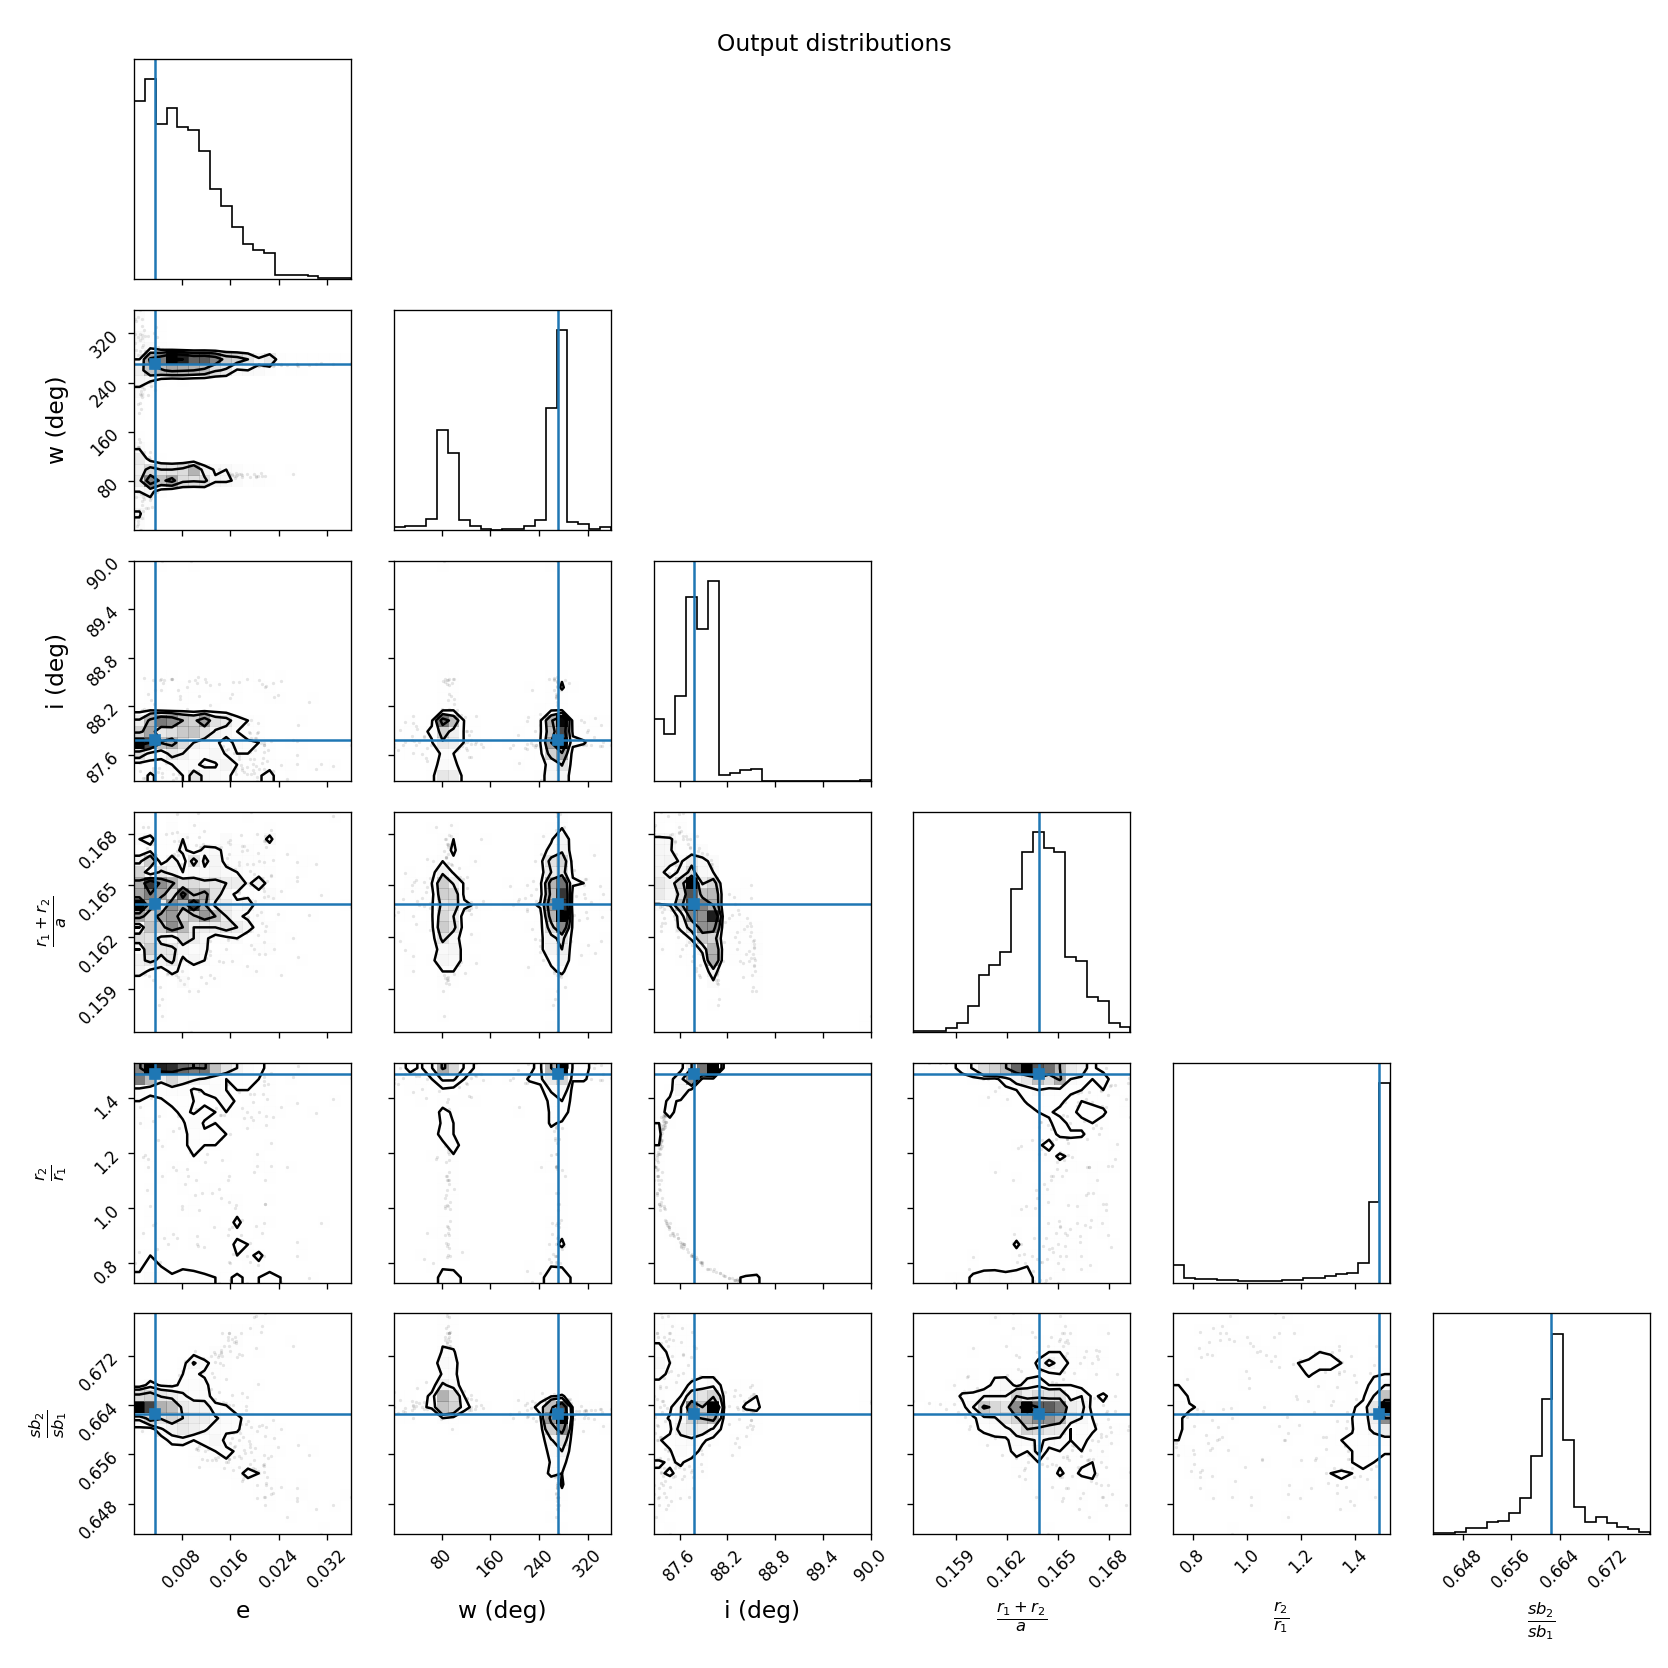 Output distributions
w (deg)
320
240
160
80
i (deg)
90.0
89.4
88.8
88.2
87.6
r₁ + r₂
a
0.168
0.165
0.162
0.159
r₂
r₁
1.4
1.2
1.0
0.8
sb₂
sb₁
0.672
0.664
0.656
0.648
0.008 0.016 0.024 0.032
80 160 240 320
87.6 88.2 88.8 89.4 90.0
0.159 0.162 0.165 0.168
0.8 1.0 1.2 1.4
0.648 0.656 0.664 0.672
e
w (deg)
i (deg)
r₁ + r₂
a
r₂
r₁
sb₂
sb₁